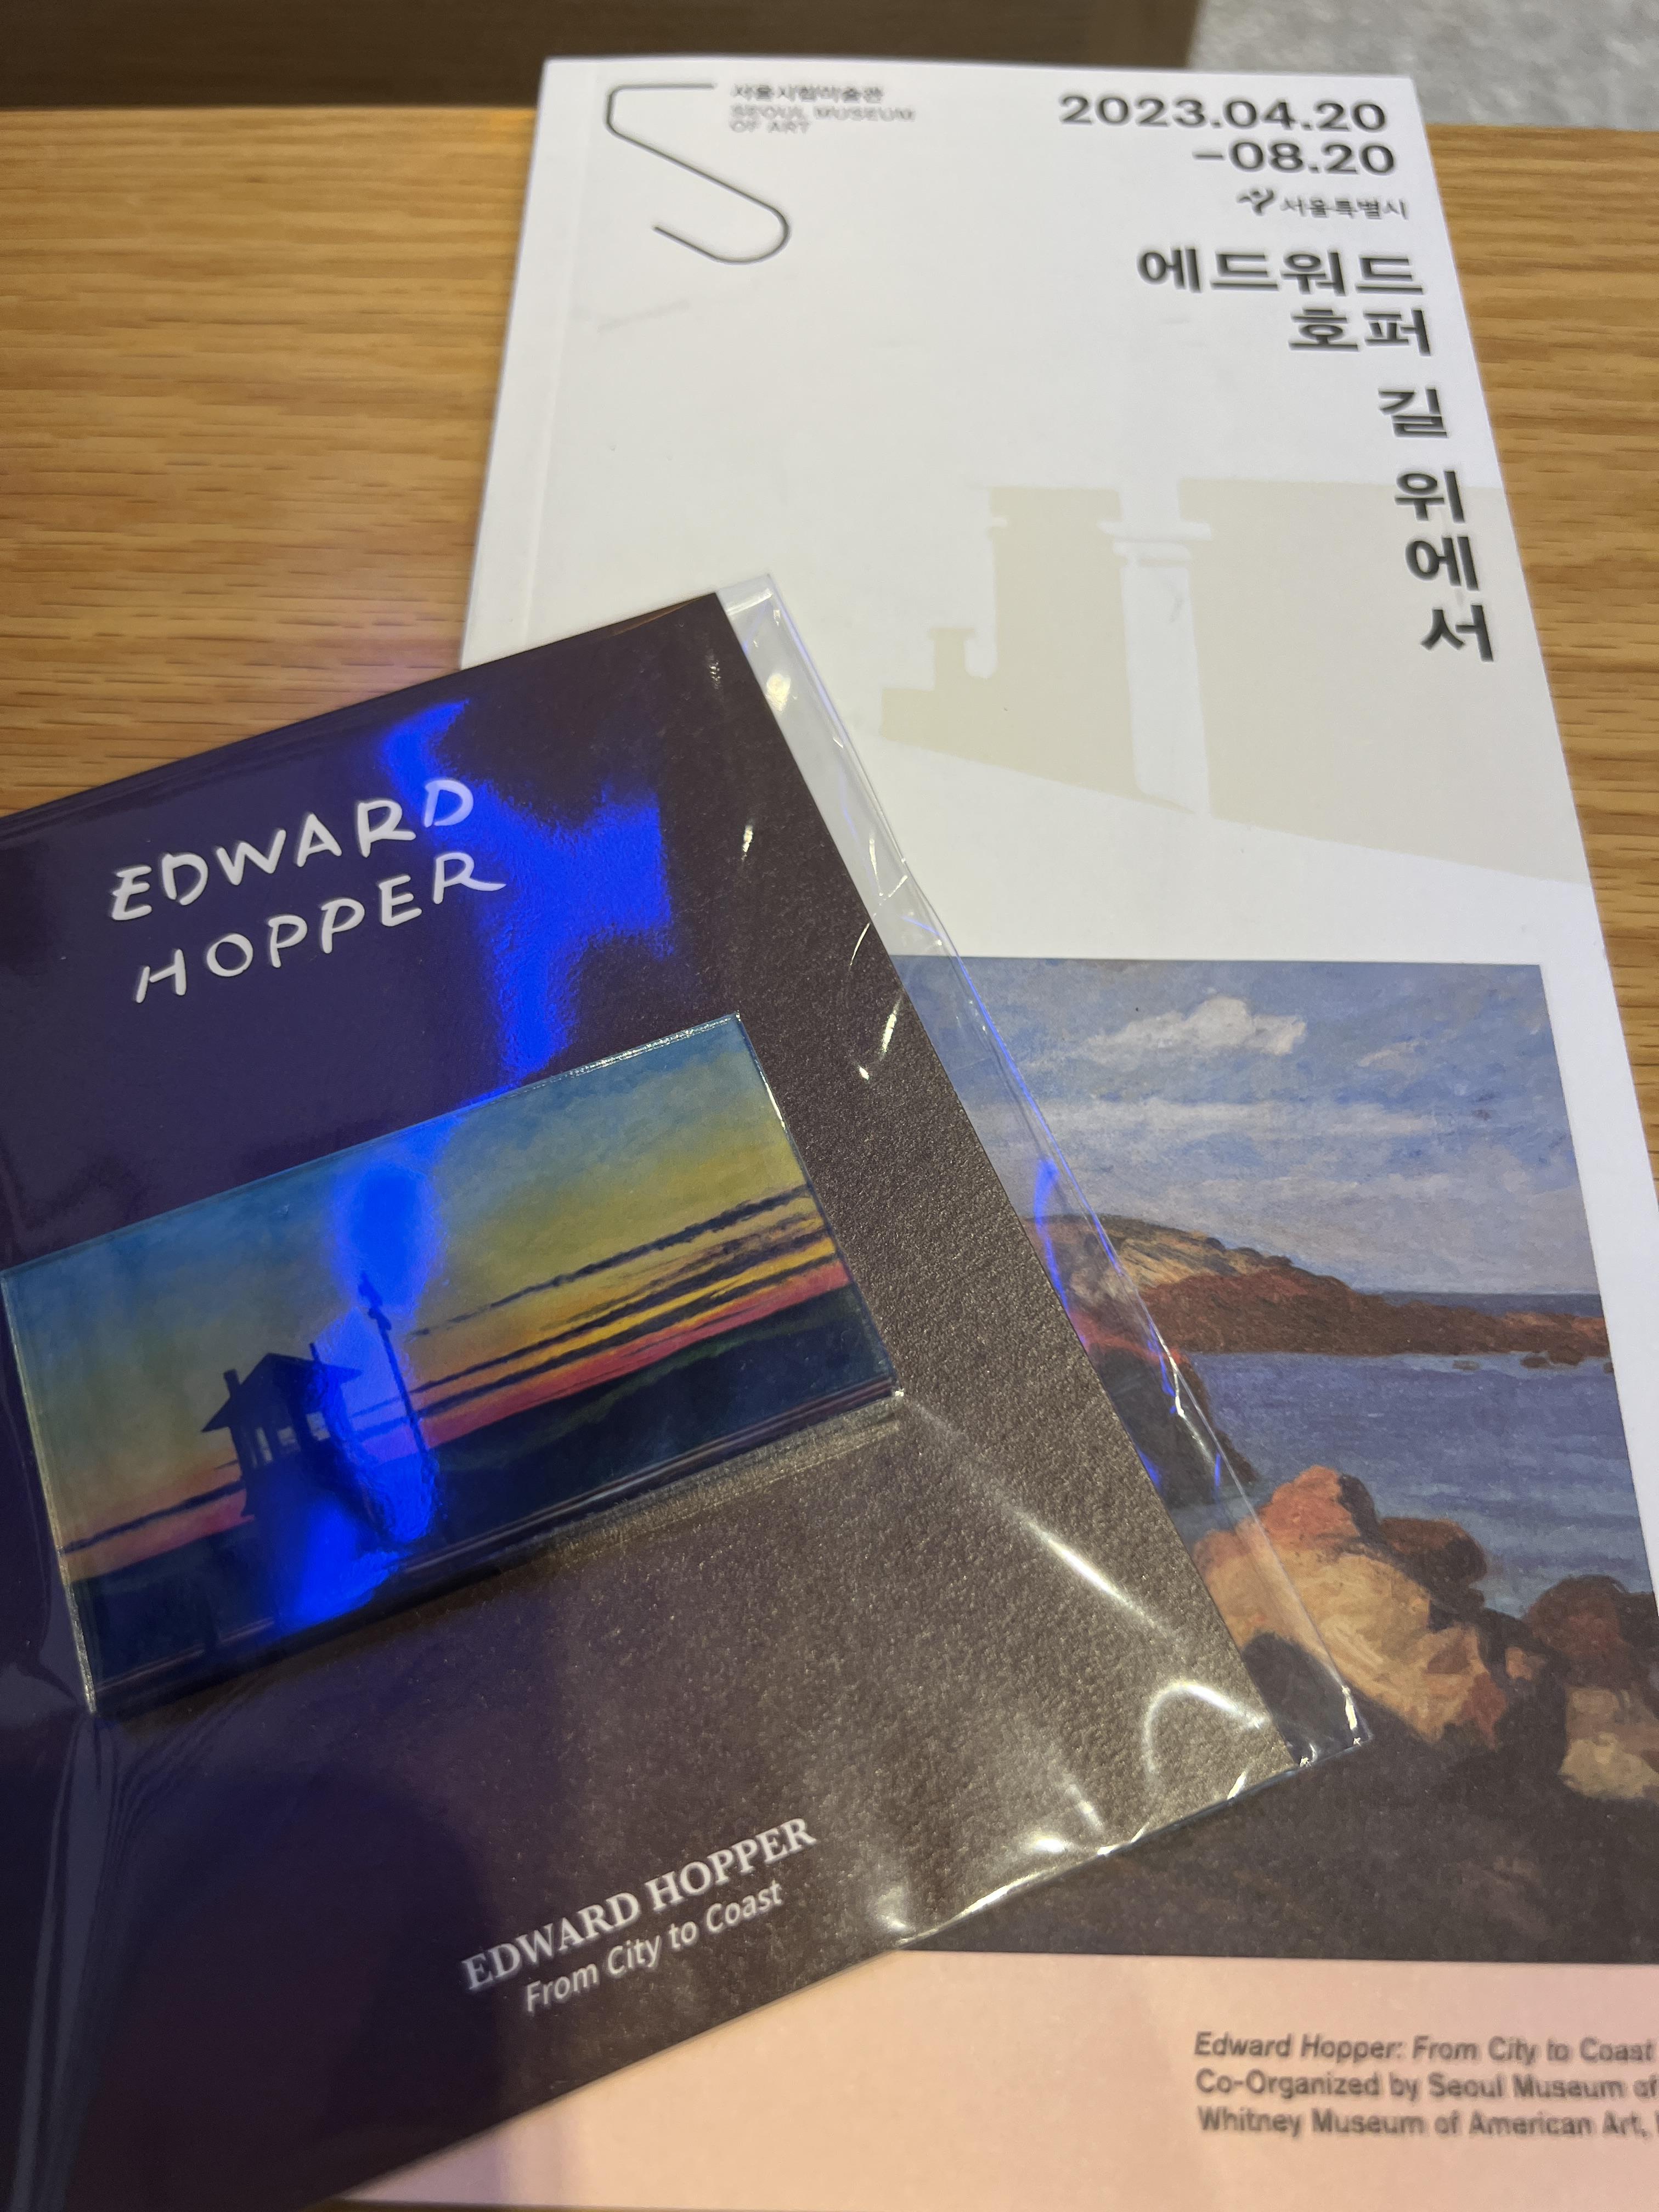 서울시립미술관
SEOUL MUSEUM
OF ART
2023.04.20
–08.20
서울특별시
에드워드
호퍼
길
위
에
서
EDWARD
HOPPER
EDWARD HOPPER
From City to Coast
Edward Hopper: From City to Coast
Co-Organized by Seoul Museum of
Whitney Museum of American Art,